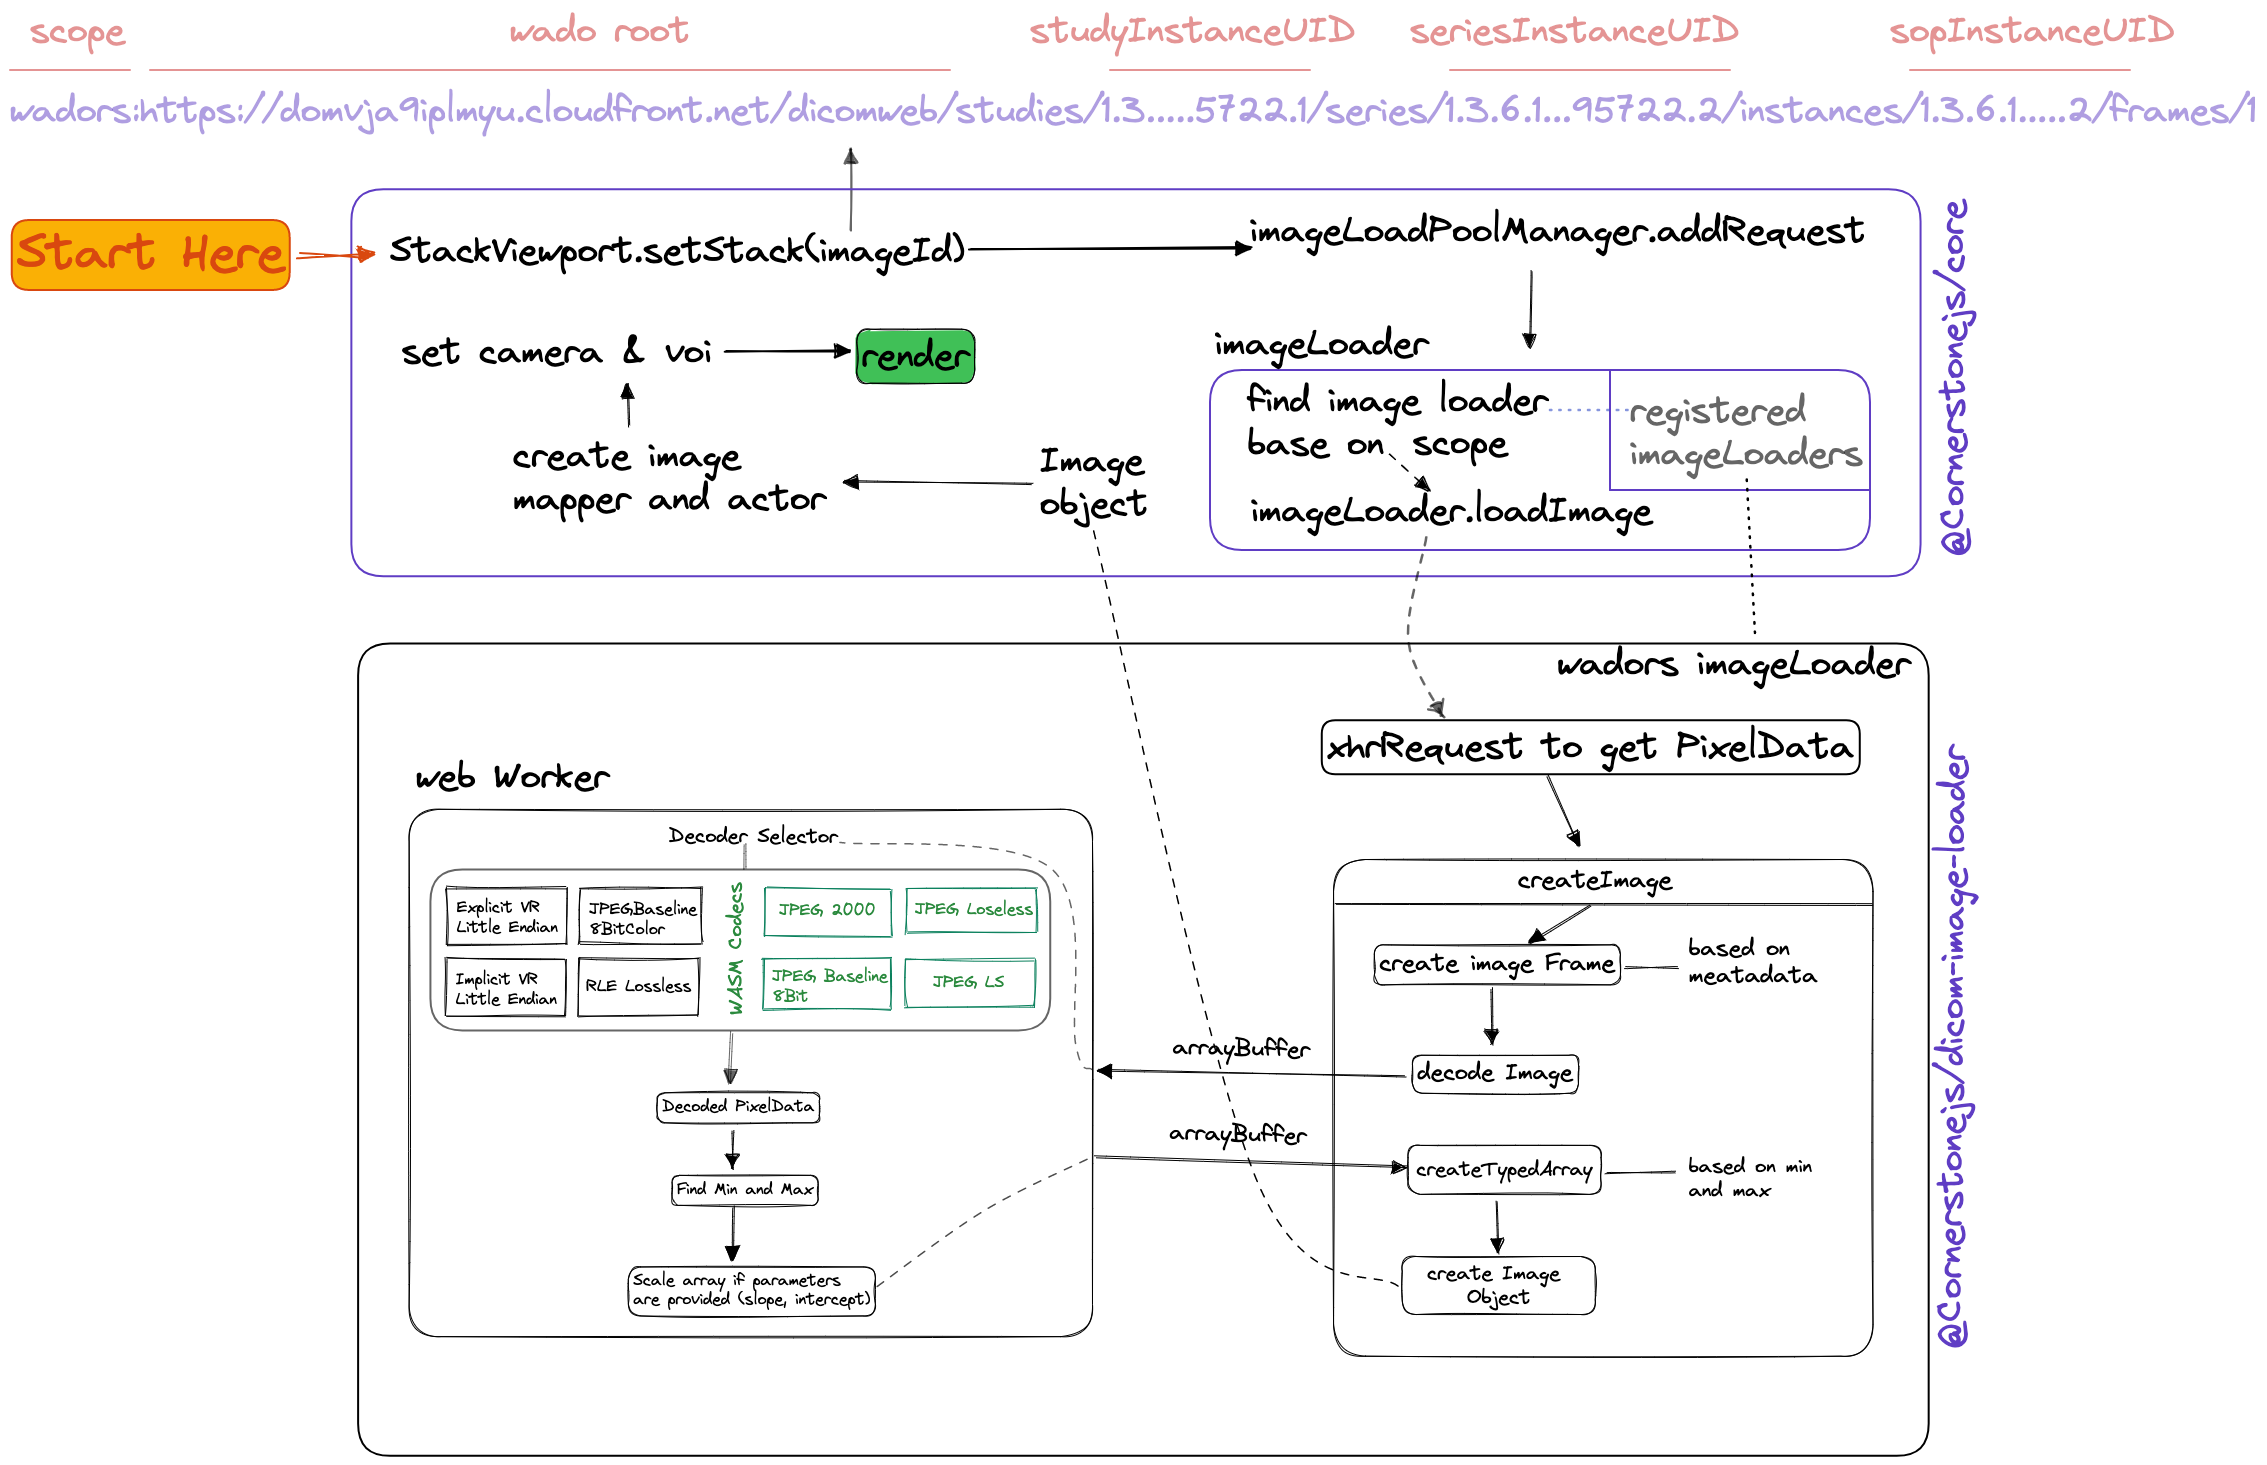 scope
wado root
studyInstanceUID
seriesInstanceUID
sopInstanceUID
wadors:https://domvja9iplmyu.cloudfront.net/dicomweb/studies/1.3.....5722.1/series/1.3.6.1...95722.2/instances/1.3.6.1.....2/frames/1
Start Here
StackViewport.setStack(imageId)
imageLoadPoolManager.addRequest
@Cornerstonejs/core
set camera & voi
render
imageLoader
find image loader
base on scope
registered
imageLoaders
imageLoader.loadImage
create image
mapper and actor
Image
object
wadors imageLoader
xhrRequest to get PixelData
@Cornerstonejs/dicom-image-loader
web Worker
Decoder Selector
Explicit VR
Little Endian
JPEG,Baseline
8BitColor
WASM Codecs
JPEG, 2000
JPEG, Loseless
Implicit VR
Little Endian
RLE Lossless
JPEG, Baseline
8Bit
JPEG, LS
Decoded PixelData
Find Min and Max
Scale array if parameters
are provided (slope, intercept)
createImage
create image Frame
based on
meatadata
arrayBuffer
decode Image
arrayBuffer
createTypedArray
based on min
and max
create Image
Object